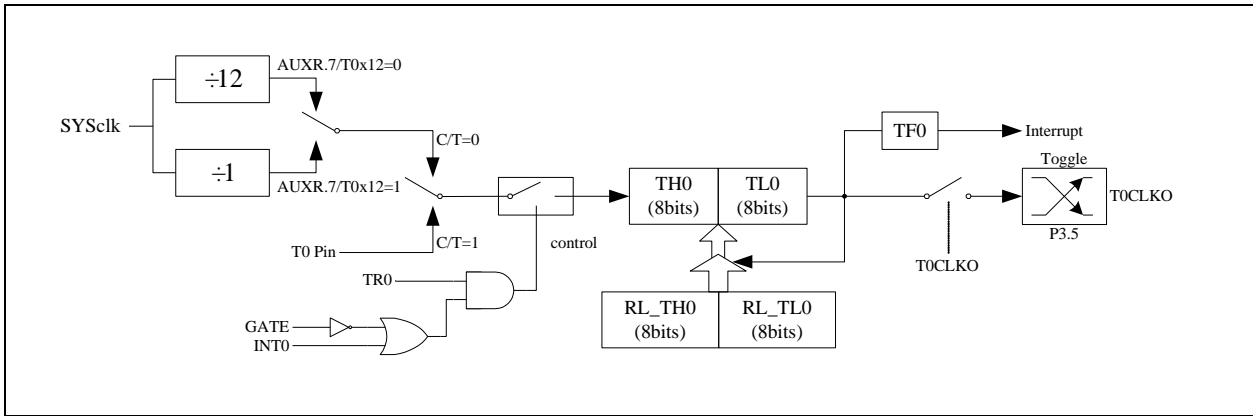 ÷12
AUXR.7/T0x12=0
SYSclk
÷1
AUXR.7/T0x12=1
C/T=0
C/T=1
T0 Pin
control
TR0
GATE
INT0
TH0
(8bits)
TL0
(8bits)
RL_TH0
(8bits)
RL_TL0
(8bits)
TF0
Interrupt
Toggle
T0CLKO
P3.5
T0CLKO